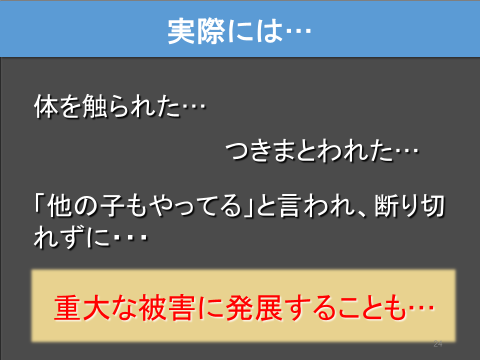 実際には…
体を触られた…
つきまとわれた…
「他の子もやってる」と言われ、断り切
れずに・・・
重大な被害に発展することも…
24